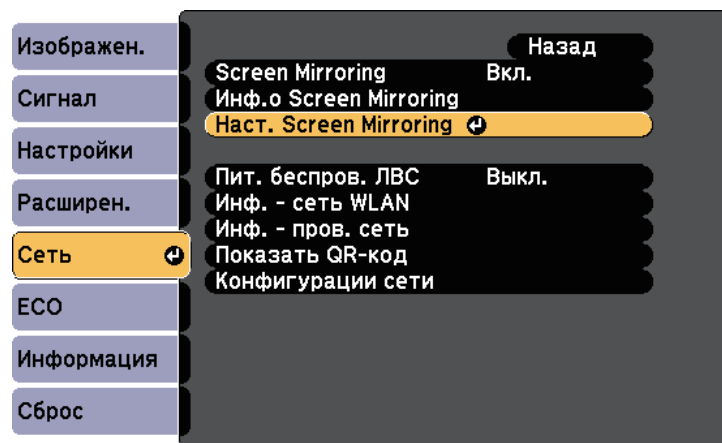 Изображен.
Сигнал
Настройки
Расширен.
Сеть
ECO
Информация
Сброс
Назад
Screen Mirroring Вкл.
Инф.о Screen Mirroring
Наст. Screen Mirroring
Пит. беспров. ЛВС Выкл.
Инф. - сеть WLAN
Инф. - пров. сеть
Показать QR-код
Конфигурации сети